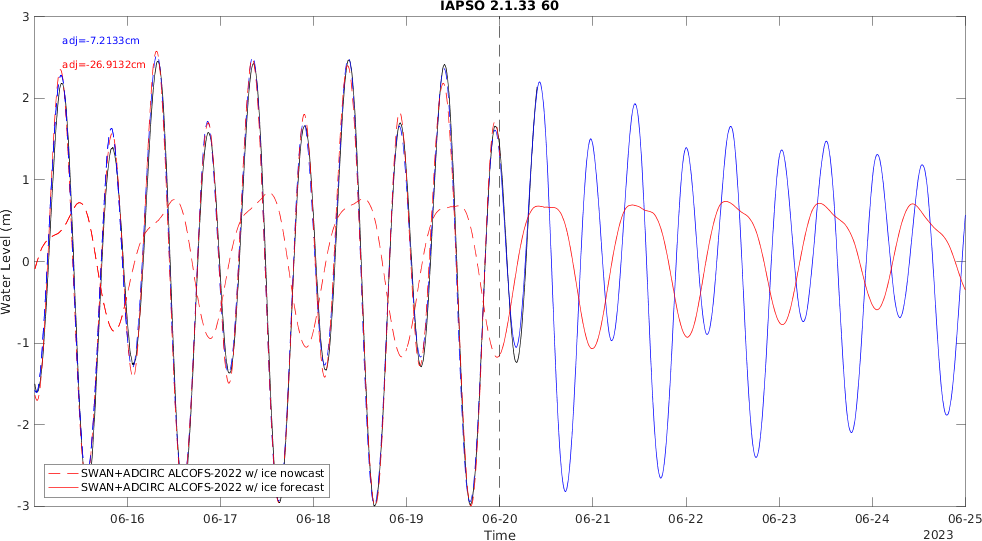 IAPSO 2.1.33 60
adj=-7.2133cm
adj=-26.9132cm
Water Level (m)
3
2
1
0
-1
-2
-3
SWAN+ADCIRC ALCOFS-2022 w/ ice nowcast
SWAN+ADCIRC ALCOFS-2022 w/ ice forecast
06-16 06-17 06-18 06-19 06-20 06-21 06-22 06-23 06-24 06-25
Time
2023